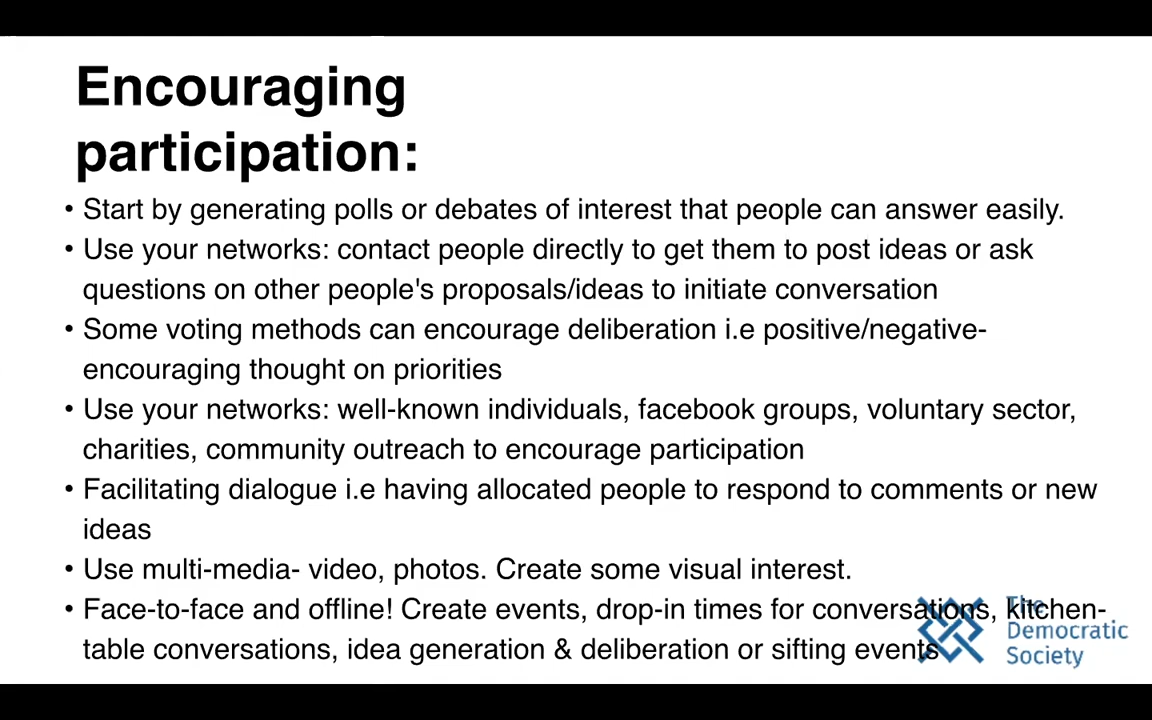 Encouraging
participation:
• Start by generating polls or debates of interest that people can answer easily.
• Use your networks: contact people directly to get them to post ideas or ask
questions on other people's proposals/ideas to initiate conversation
• Some voting methods can encourage deliberation i.e positive/negative-
encouraging thought on priorities
• Use your networks: well-known individuals, facebook groups, voluntary sector,
charities, community outreach to encourage participation
• Facilitating dialogue i.e having allocated people to respond to comments or new
ideas
• Use multi-media- video, photos. Create some visual interest.
• Face-to-face and offline! Create events, drop-in times for conversations, kitchen-
table conversations, idea generation & deliberation or sifting events
The
Democratic
Society